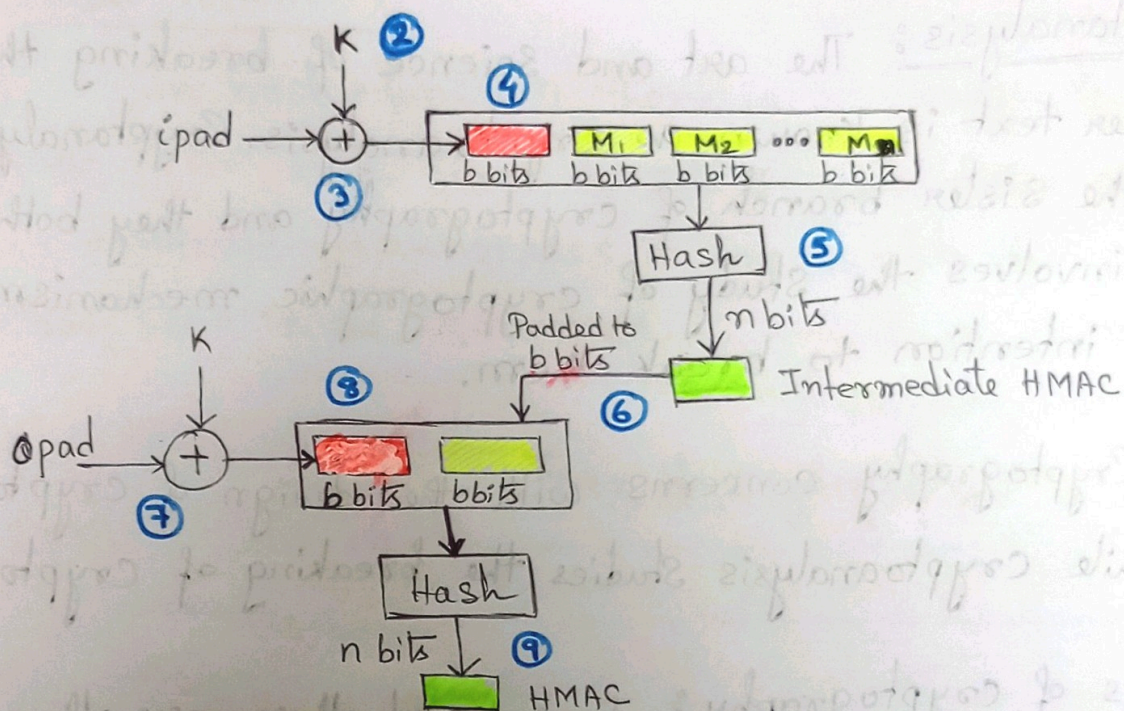 K ②
④
ipad
M₁ M₂ ... M
b bits b bits b bits b bits
③
Hash ⑤
n bits
Padded to
b bits
Intermediate HMAC
⑥
K
⑧
opad
b bits bbits
⑦
Hash
n bits ⑨
HMAC